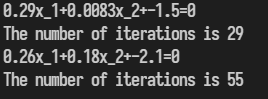 0.29x_1+0.0083x_2+-1.5=0
The number of iterations is 29
0.26x_1+0.18x_2+-2.1=0
The number of iterations is 55